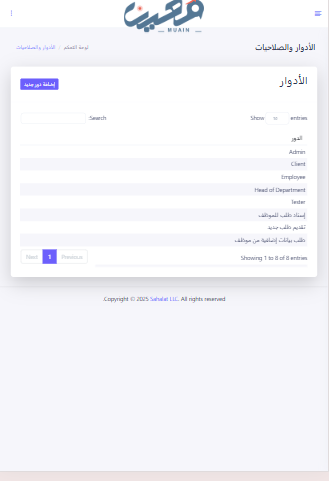 معين
MUAIN
الأدوار والصلاحيات
لوحة التحكم / الأدوار والصلاحيات
الأدوار
إضافة دور جديد
Show 10 entries
Search:
الدور
Admin
Client
Employee
Head of Department
Tester
إسناد طلب للموظف
تقديم طلب جديد
طلب بيانات إضافية من موظف
Showing 1 to 8 of 8 entries
Previous 1 Next
Copyright © 2025 Sahalat LLC. All rights reserved.